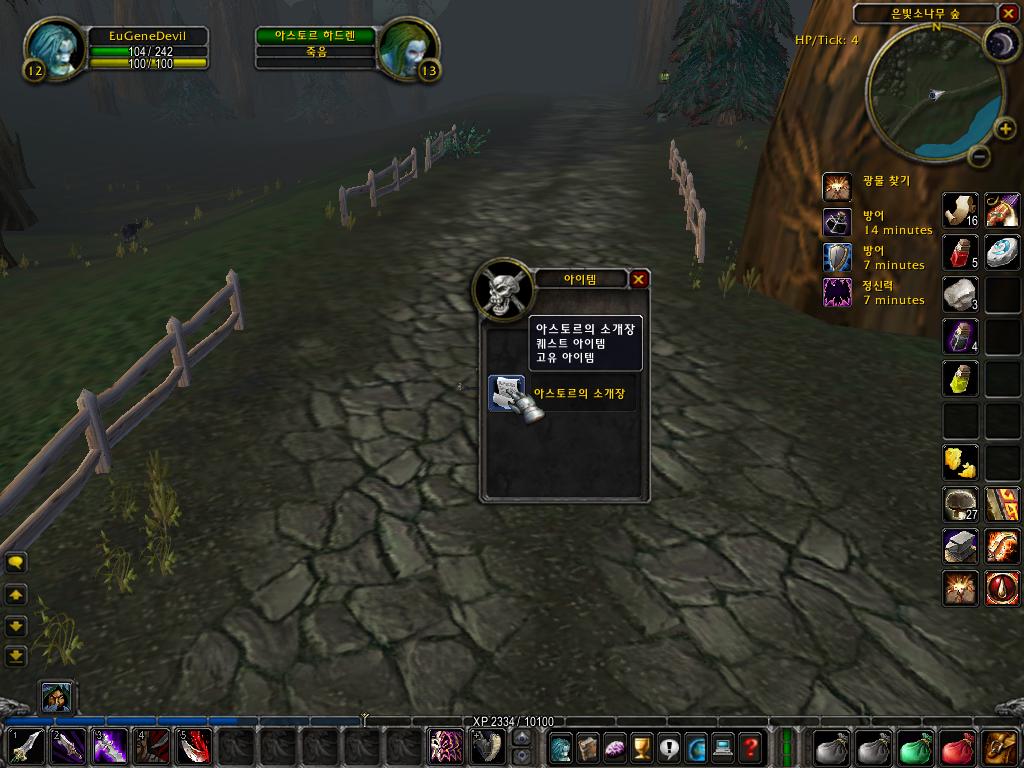 EuGeneDevil
104 / 242
100 / 100
12
아스토르 하드렌
죽음
13
HP/Tick: 4
은빛소나무 숲
N
광물 찾기
방어
14 minutes
방어
7 minutes
정신력
7 minutes
16
5
3
4
27
아이템
아스토르의 소개장
퀘스트 아이템
고유 아이템
아스토르의 소개장
XP 2334 / 10100
1
2
3
4
5